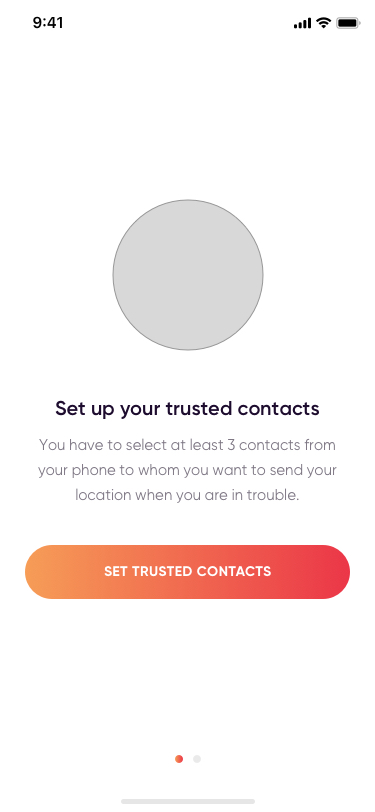 9:41
Set up your trusted contacts
You have to select at least 3 contacts from
your phone to whom you want to send your
location when you are in trouble.
SET TRUSTED CONTACTS